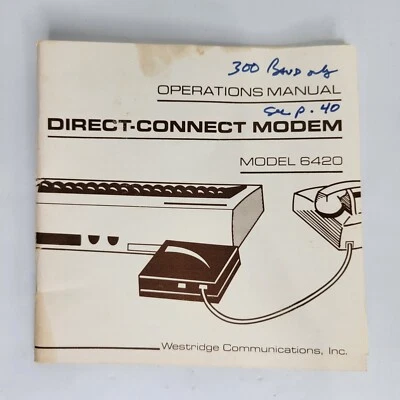 300 Baud only
OPERATIONS MANUAL
See p. 40
DIRECT-CONNECT MODEM
MODEL 6420
Westridge Communications, Inc.